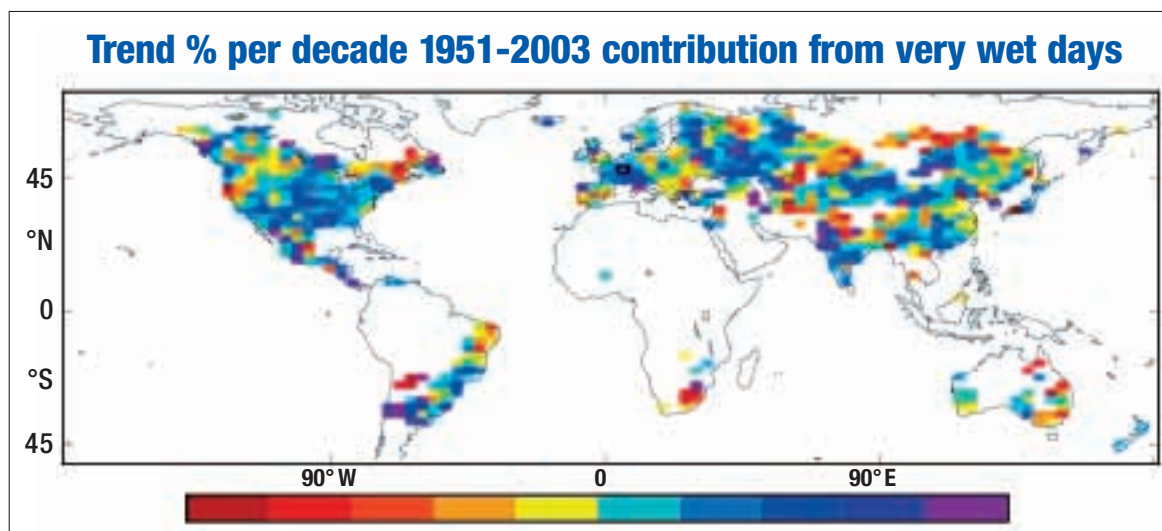 Trend % per decade 1951-2003 contribution from very wet days
45
°N
0
°S
45
90°W 0 90°E